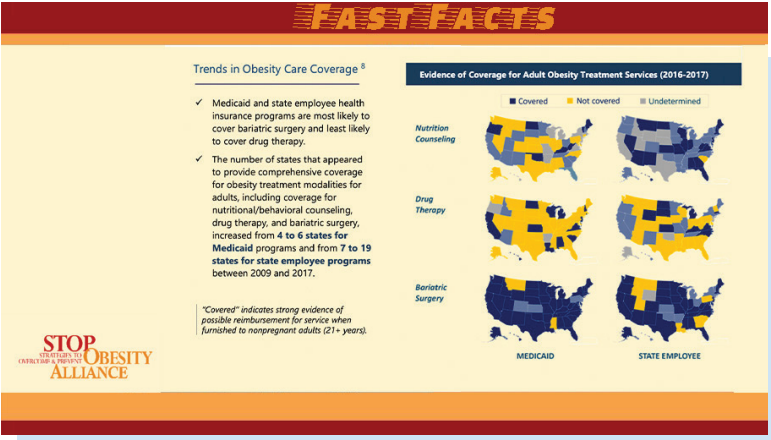 FAST FACTS
Trends in Obesity Care Coverage 8
✓ Medicaid and state employee health
insurance programs are most likely to
cover bariatric surgery and least likely
to cover drug therapy.
✓ The number of states that appeared
to provide comprehensive coverage
for obesity treatment modalities for
adults, including coverage for
nutritional/behavioral counseling,
drug therapy, and bariatric surgery,
increased from 4 to 6 states for
Medicaid programs and from 7 to 19
states for state employee programs
between 2009 and 2017.
"Covered" indicates strong evidence of
possible reimbursement for service when
furnished to nonpregnant adults (21+ years).
STOP
STRATEGIES TO
OVERCOME & PREVENT OBESITY
ALLIANCE
Evidence of Coverage for Adult Obesity Treatment Services (2016-2017)
Covered Not covered Undetermined
Nutrition
Counseling
Drug
Therapy
Bariatric
Surgery
MEDICAID STATE EMPLOYEE